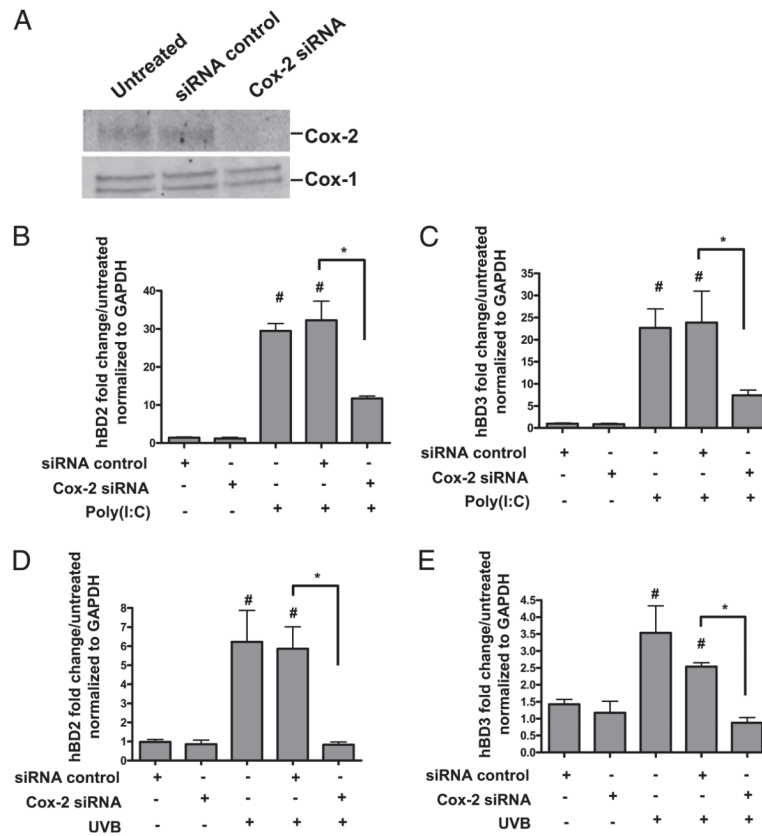 A
Untreated
siRNA control
Cox-2 siRNA
Cox-2
Cox-1
B
hBD2 fold change/untreated
normalized to GAPDH
40
30
20
10
0
#
#
*
siRNA control + - - + -
Cox-2 siRNA - + - - +
Poly(I:C) - - + + +
C
hBD3 fold change/untreated
normalized to GAPDH
35
30
25
20
15
10
5
0
#
#
*
siRNA control + - - + -
Cox-2 siRNA - + - - +
Poly(I:C) - - + + +
D
hBD2 fold change/untreated
normalized to GAPDH
8
7
6
5
4
3
2
1
0
#
#
*
siRNA control + - - + -
Cox-2 siRNA - + - - +
UVB - - + + +
E
hBD3 fold change/untreated
normalized to GAPDH
4.5
4.0
3.5
3.0
2.5
2.0
1.5
1.0
0.5
0.0
#
#
*
siRNA control + - - + -
Cox-2 siRNA - + - - +
UVB - - + + +